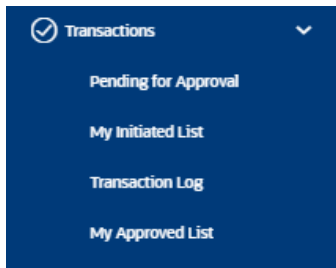 Transactions
Pending for Approval
My Initiated List
Transaction Log
My Approved List